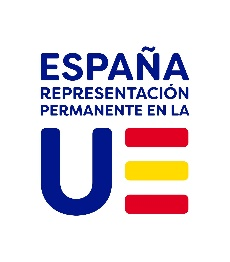 ESPAÑA
REPRESENTACIÓN
PERMANENTE EN LA
UE